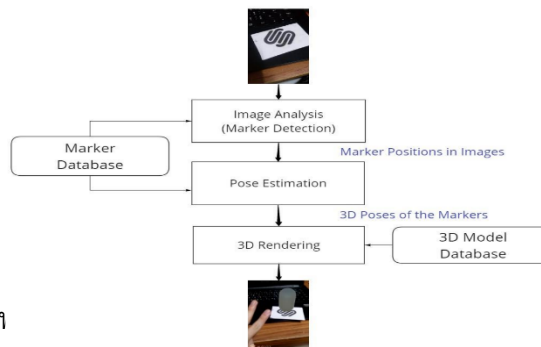 Image Analysis
(Marker Detection)
Marker
Database
Marker Positions in Images
Pose Estimation
3D Poses of the Markers
3D Rendering
3D Model
Database